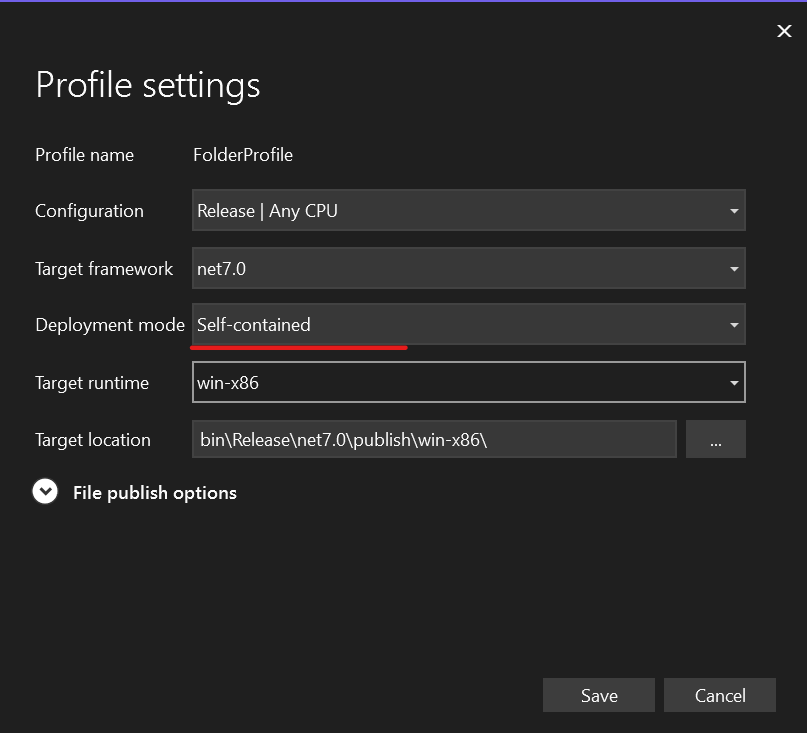 Profile settings
Profile name FolderProfile
Configuration Release | Any CPU
Target framework net7.0
Deployment mode Self-contained
Target runtime win-x86
Target location bin\Release\net7.0\publish\win-x86\ ...
File publish options
Save Cancel